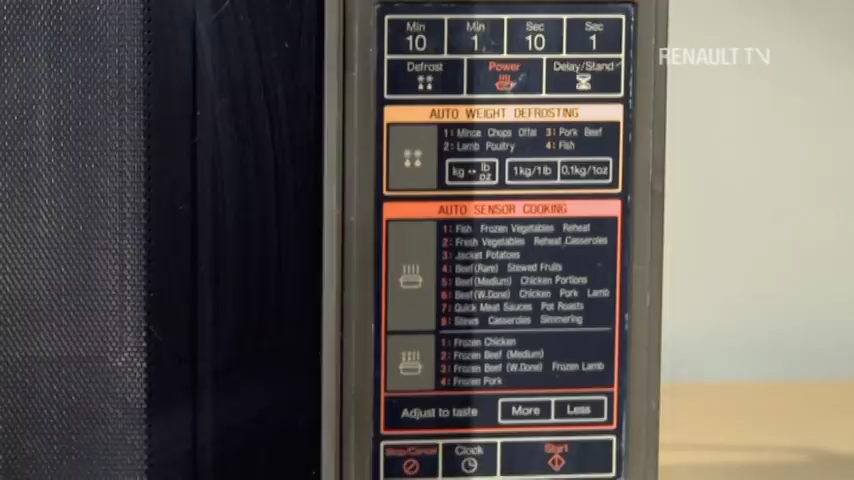 RENAULT TV
Min Min Sec Sec
10 1 10 1
Defrost Power Delay/Stand
AUTO WEIGHT DEFROSTING
1: Mince Chops Offal 3: Pork Beef
2: Lamb Poultry 4: Fish
kg ↔ lb oz 1kg/1lb 0.1kg/1oz
AUTO SENSOR COOKING
1: Fish Frozen Vegetables Reheat
2: Fresh Vegetables Reheat Casseroles
3: Jacket Potatoes
4: Beef(Rare) Stewed Fruits
5: Beef(Medium) Chicken Portions
6: Beef(W.Done) Chicken Pork Lamb
7: Quick Meat Sauces Pot Roasts
8: Stews Casseroles Simmering
1: Frozen Chicken
2: Frozen Beef (Medium)
3: Frozen Beef (W.Done) Frozen Lamb
4: Frozen Pork
Adjust to taste More Less
Stop/Cancel Clock Start